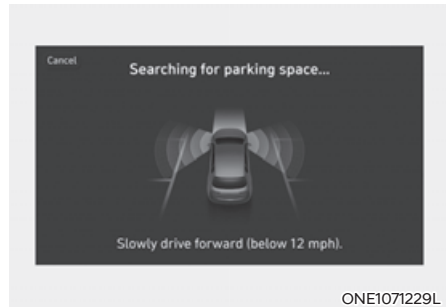 Cancel
Searching for parking space...
Slowly drive forward (below 12 mph).
ONE1071229L